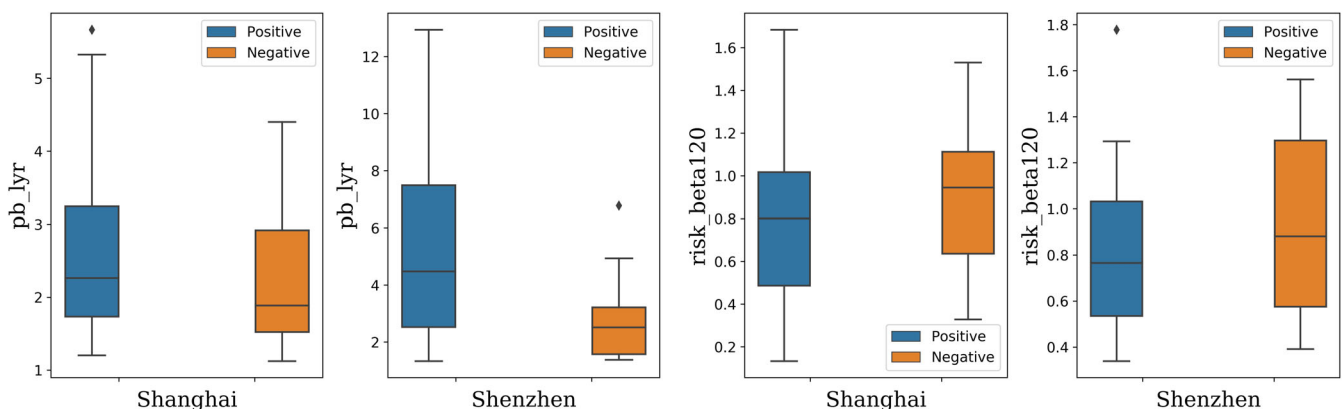 pb_lyr
5
4
3
2
1
Positive
Negative
Shanghai
pb_lyr
12
10
8
6
4
2
Positive
Negative
Shenzhen
risk_beta120
1.6
1.4
1.2
1.0
0.8
0.6
0.4
0.2
Positive
Negative
Shanghai
risk_beta120
1.8
1.6
1.4
1.2
1.0
0.8
0.6
0.4
Positive
Negative
Shenzhen